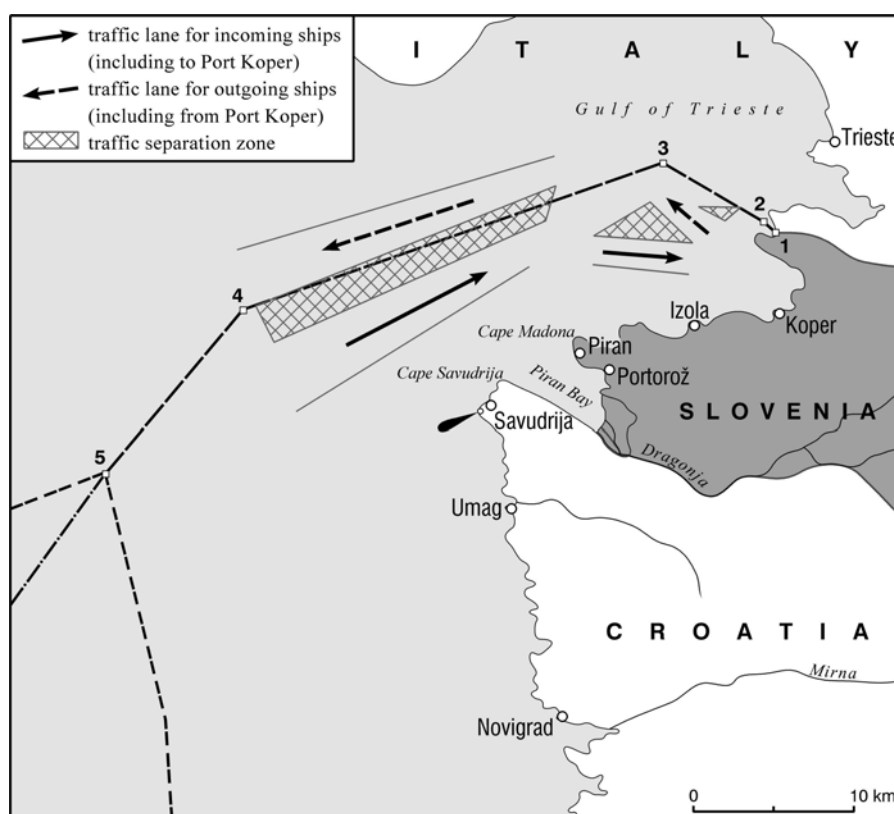 traffic lane for incoming ships
(including to Port Koper)
traffic lane for outgoing ships
(including from Port Koper)
traffic separation zone
I T A L Y
Gulf of Trieste
Trieste
3
2
1
4
Izola
Koper
Cape Madona
Piran
Cape Savudrija
Piran Bay
Portorož
Savudrija
SLOVENIA
Dragonja
5
Umag
CROATIA
Mirna
Novigrad
0 10 km